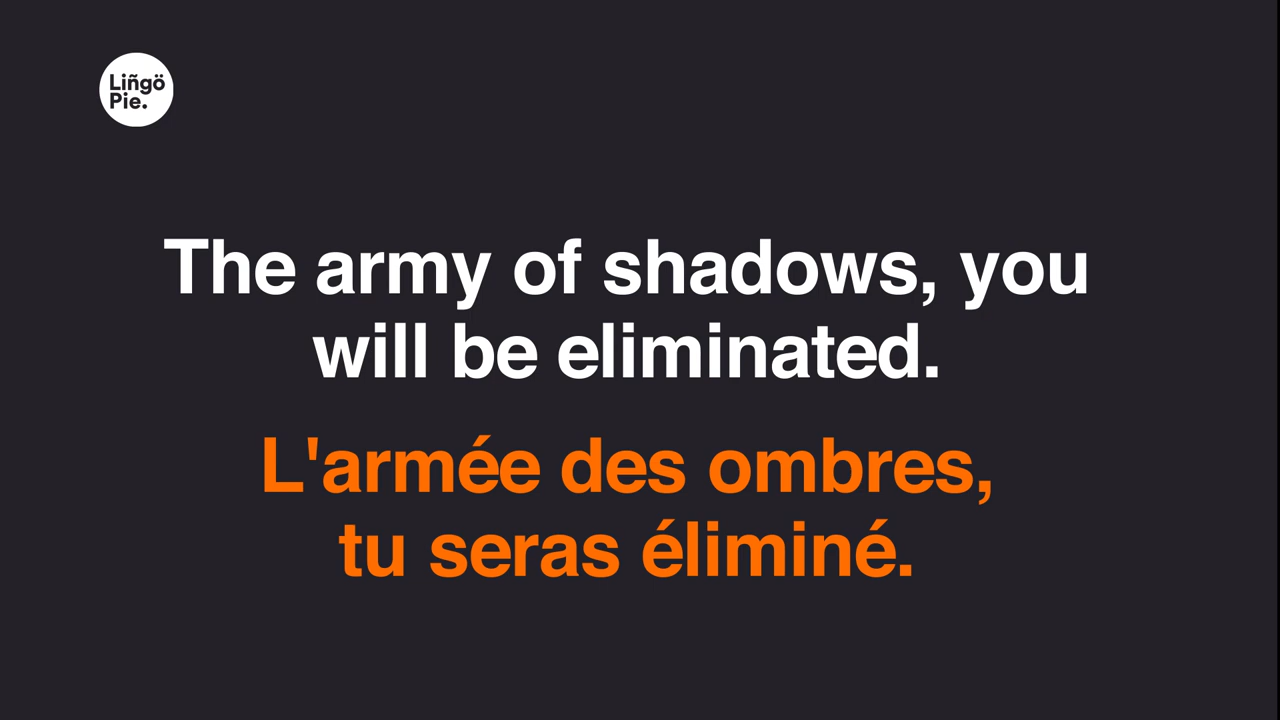 Liñgö
Pie.
The army of shadows, you
will be eliminated.
L'armée des ombres,
tu seras éliminé.